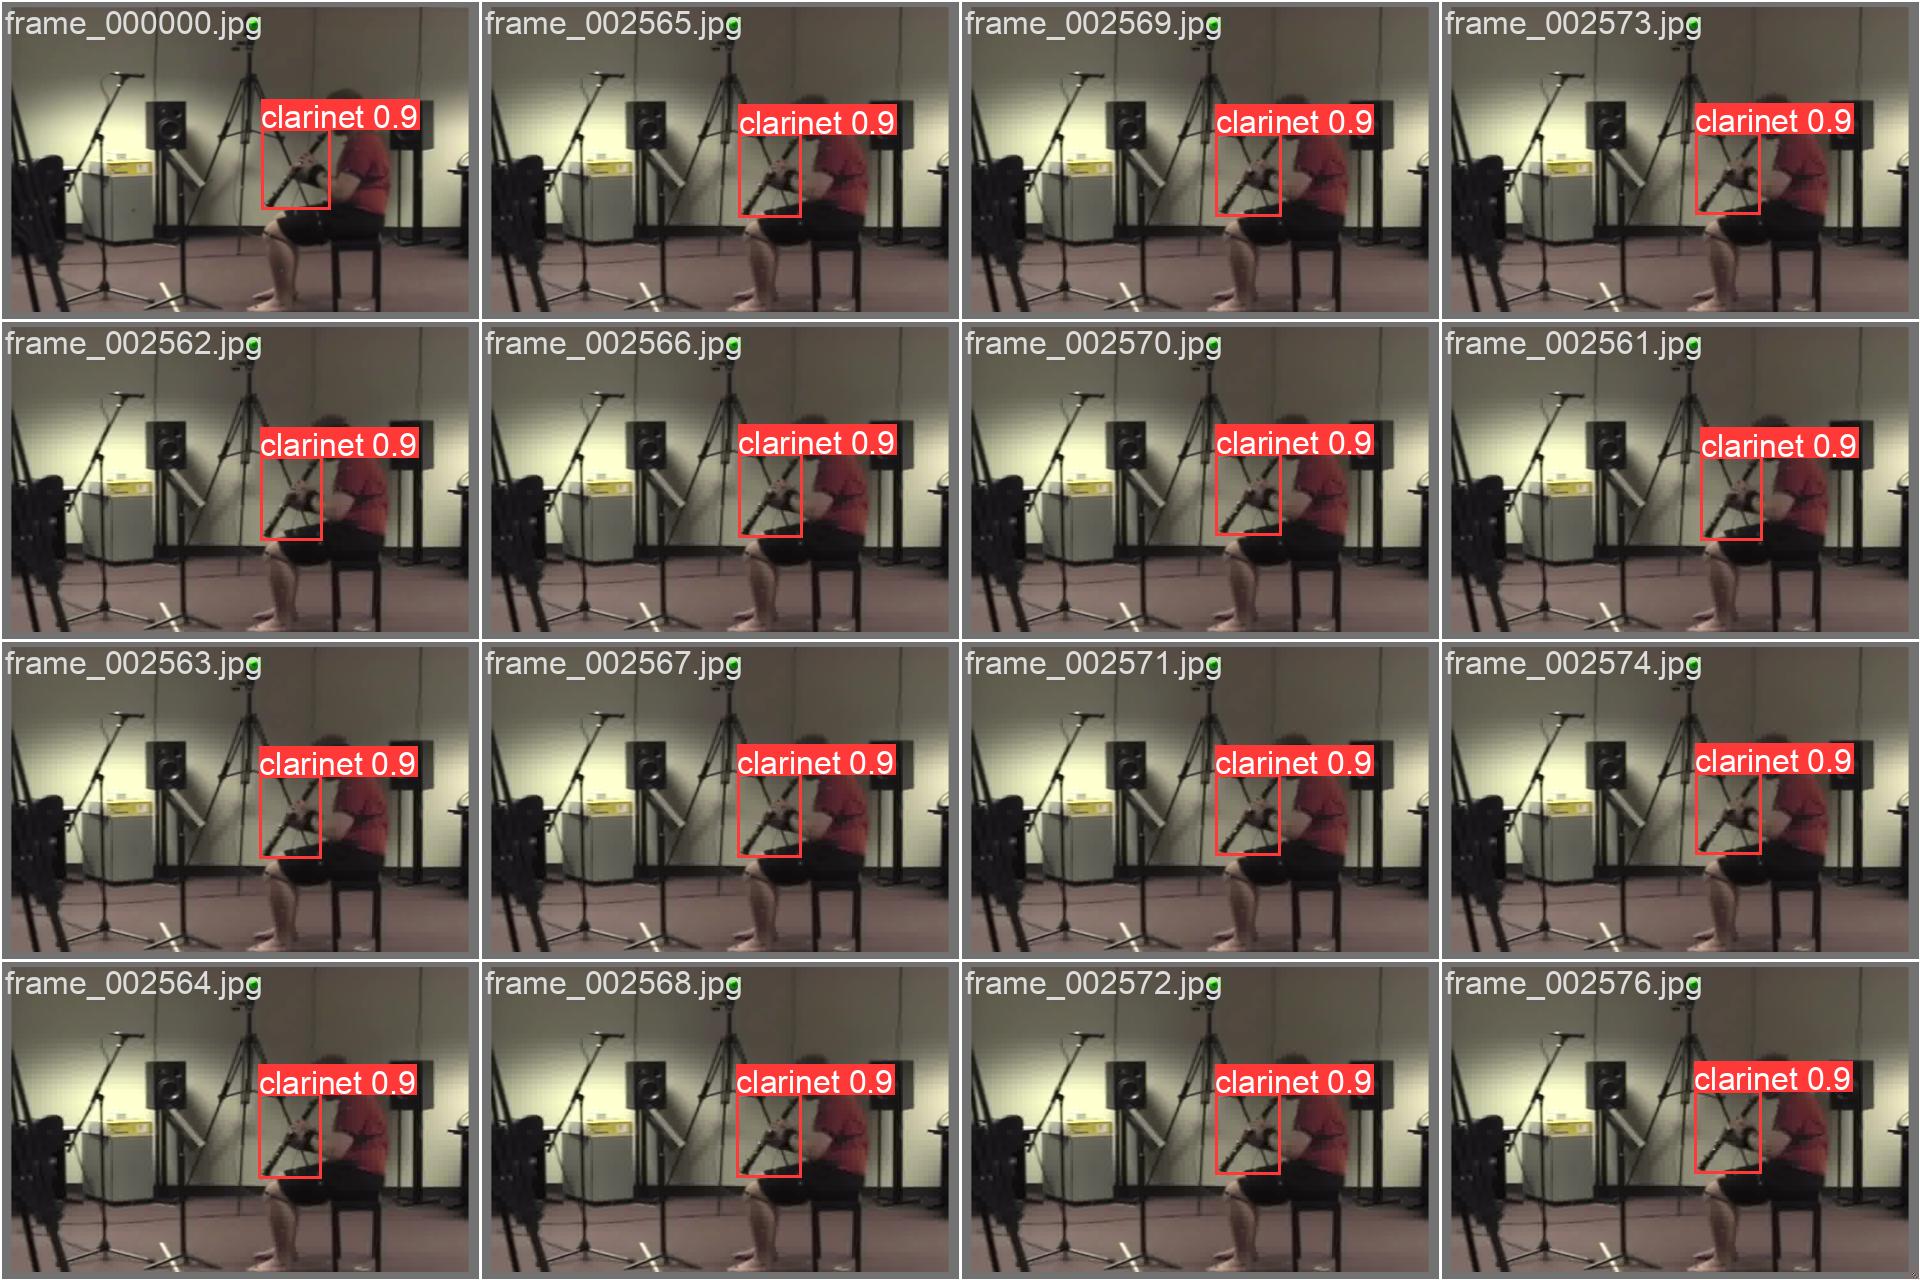 frame_000000.jpg
clarinet 0.9
frame_002565.jpg
clarinet 0.9
frame_002569.jpg
clarinet 0.9
frame_002573.jpg
clarinet 0.9
frame_002562.jpg
clarinet 0.9
frame_002566.jpg
clarinet 0.9
frame_002570.jpg
clarinet 0.9
frame_002561.jpg
clarinet 0.9
frame_002563.jpg
clarinet 0.9
frame_002567.jpg
clarinet 0.9
frame_002571.jpg
clarinet 0.9
frame_002574.jpg
clarinet 0.9
frame_002564.jpg
clarinet 0.9
frame_002568.jpg
clarinet 0.9
frame_002572.jpg
clarinet 0.9
frame_002576.jpg
clarinet 0.9